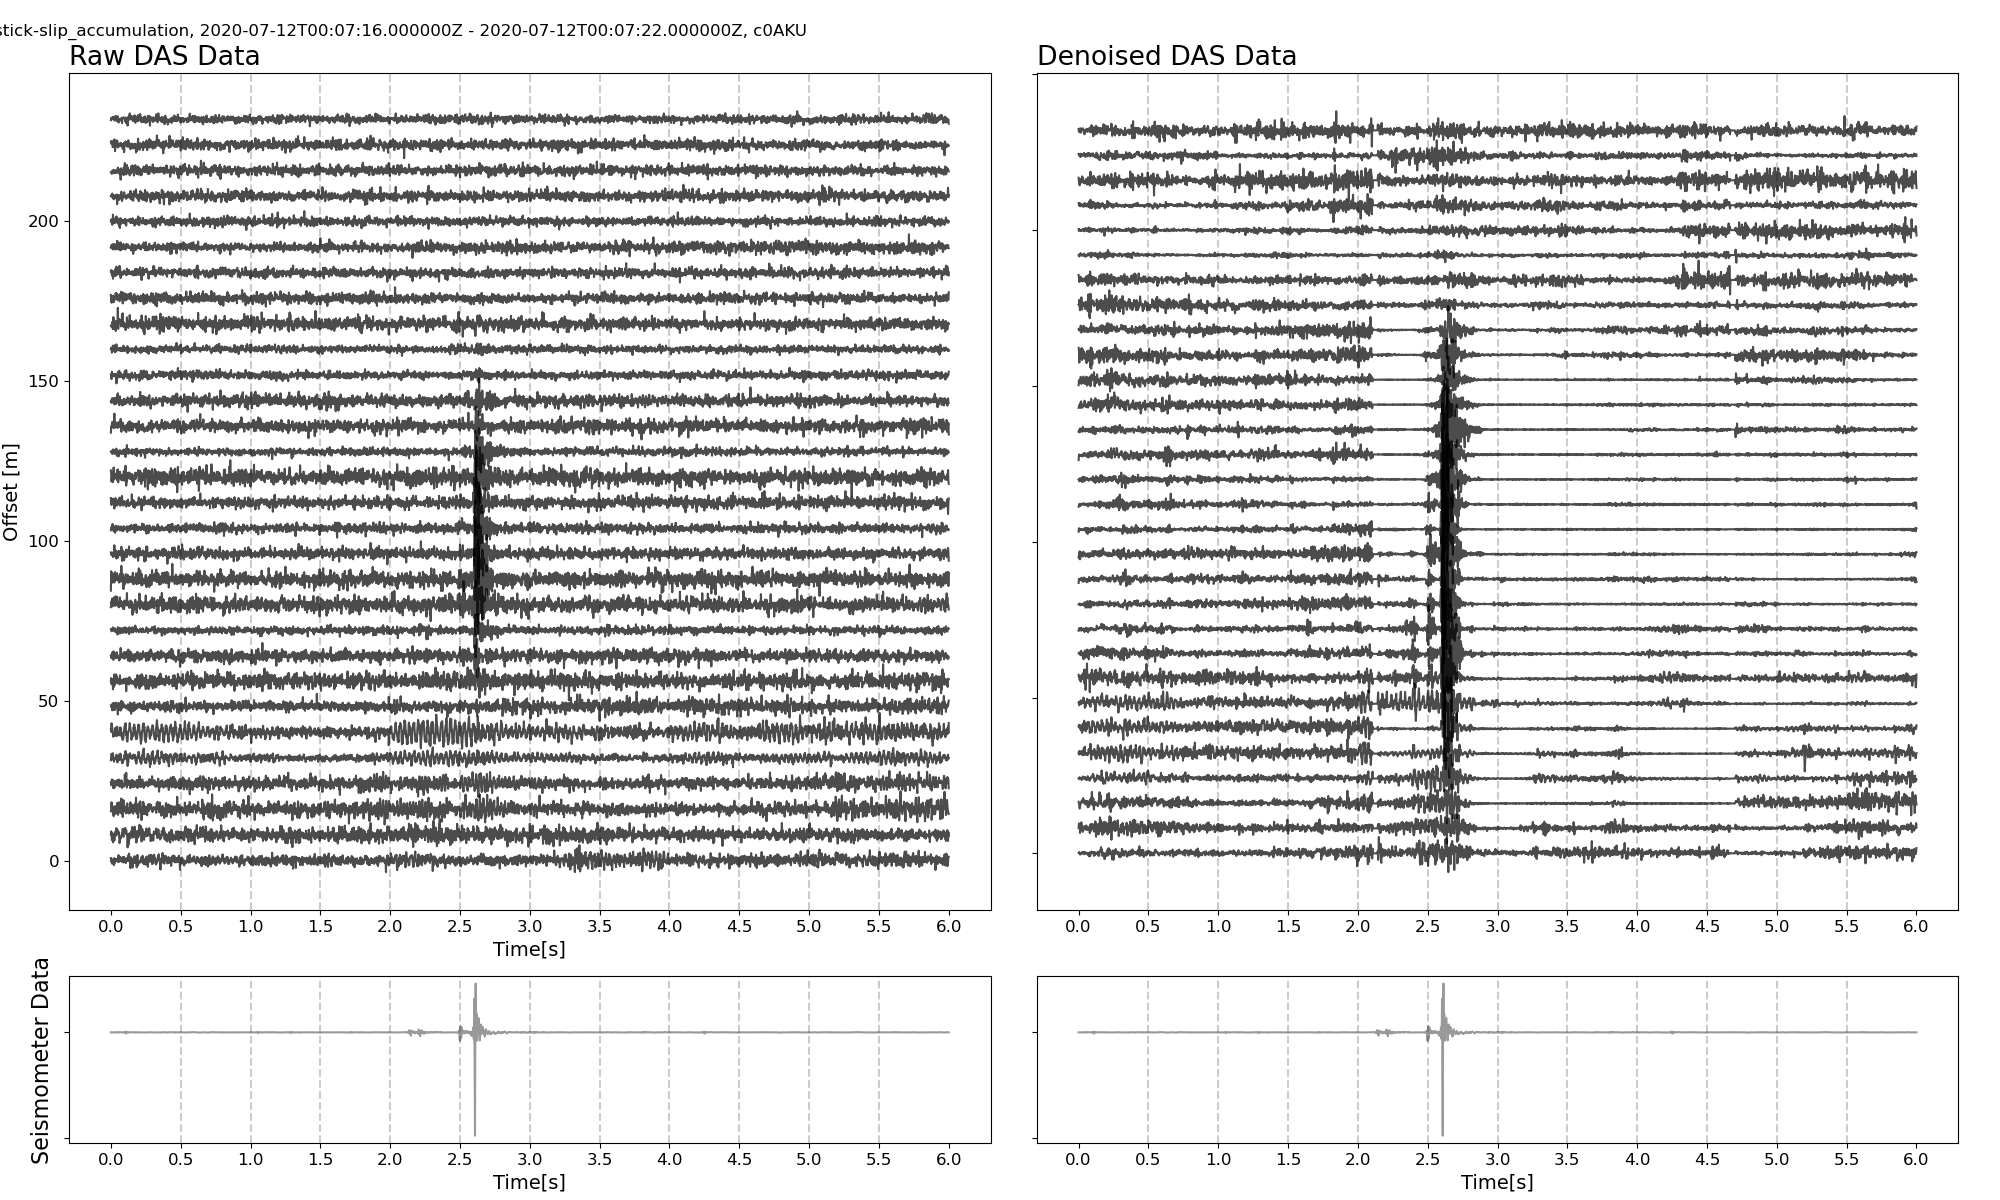 stick-slip_accumulation, 2020-07-12T00:07:16.000000Z - 2020-07-12T00:07:22.000000Z, c0AKU
Raw DAS Data
Denoised DAS Data
Offset [m]
200
150
100
50
0
0.0 0.5 1.0 1.5 2.0 2.5 3.0 3.5 4.0 4.5 5.0 5.5 6.0
Time[s]
0.0 0.5 1.0 1.5 2.0 2.5 3.0 3.5 4.0 4.5 5.0 5.5 6.0
Seismometer Data
0.0 0.5 1.0 1.5 2.0 2.5 3.0 3.5 4.0 4.5 5.0 5.5 6.0
Time[s]
0.0 0.5 1.0 1.5 2.0 2.5 3.0 3.5 4.0 4.5 5.0 5.5 6.0
Time[s]